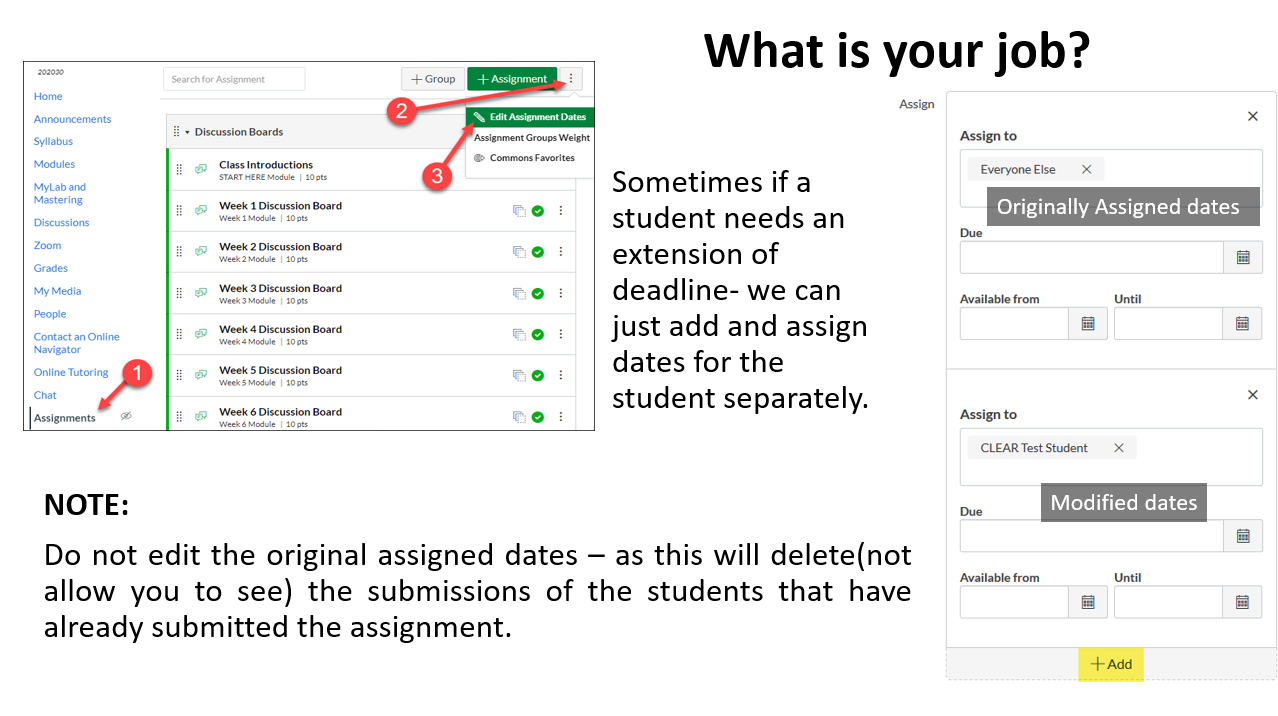 What is your job?
202030
Home
Announcements
Syllabus
Modules
MyLab and
Mastering
Discussions
Zoom
Grades
My Media
People
Contact an Online
Navigator
Online Tutoring
Chat
Assignments
1
Search for Assignment
+ Group
+ Assignment
2
3
Edit Assignment Dates
Assignment Groups Weight
Commons Favorites
Discussion Boards
Class Introductions
START HERE Module | 10 pts
Week 1 Discussion Board
Week 1 Module | 10 pts
Week 2 Discussion Board
Week 2 Module | 10 pts
Week 3 Discussion Board
Week 3 Module | 10 pts
Week 4 Discussion Board
Week 4 Module | 10 pts
Week 5 Discussion Board
Week 5 Module | 10 pts
Week 6 Discussion Board
Week 6 Module | 10 pts
Sometimes if a
student needs an
extension of
deadline- we can
just add and assign
dates for the
student separately.
Assign
Assign to
Everyone Else
Originally Assigned dates
Due
Available from Until
Assign to
CLEAR Test Student
Modified dates
Due
Available from Until
+ Add
NOTE:
Do not edit the original assigned dates – as this will delete(not
allow you to see) the submissions of the students that have
already submitted the assignment.